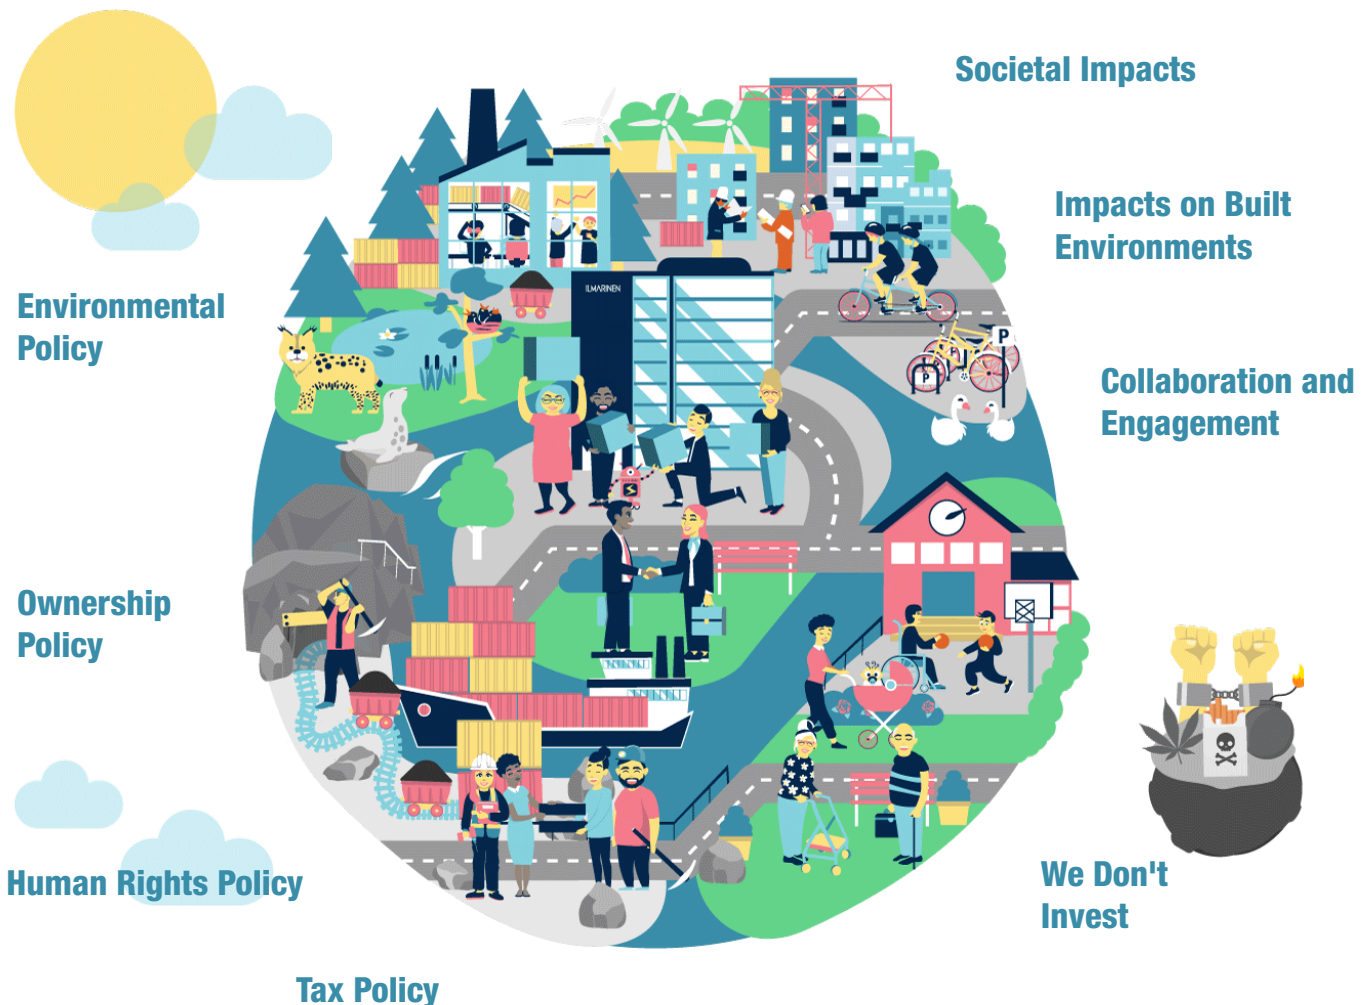 Societal Impacts
Impacts on Built
Environments
ILMARINEN
Environmental
Policy
P
P
P
Collaboration and
Engagement
Ownership
Policy
We Don't
Invest
Human Rights Policy
Tax Policy